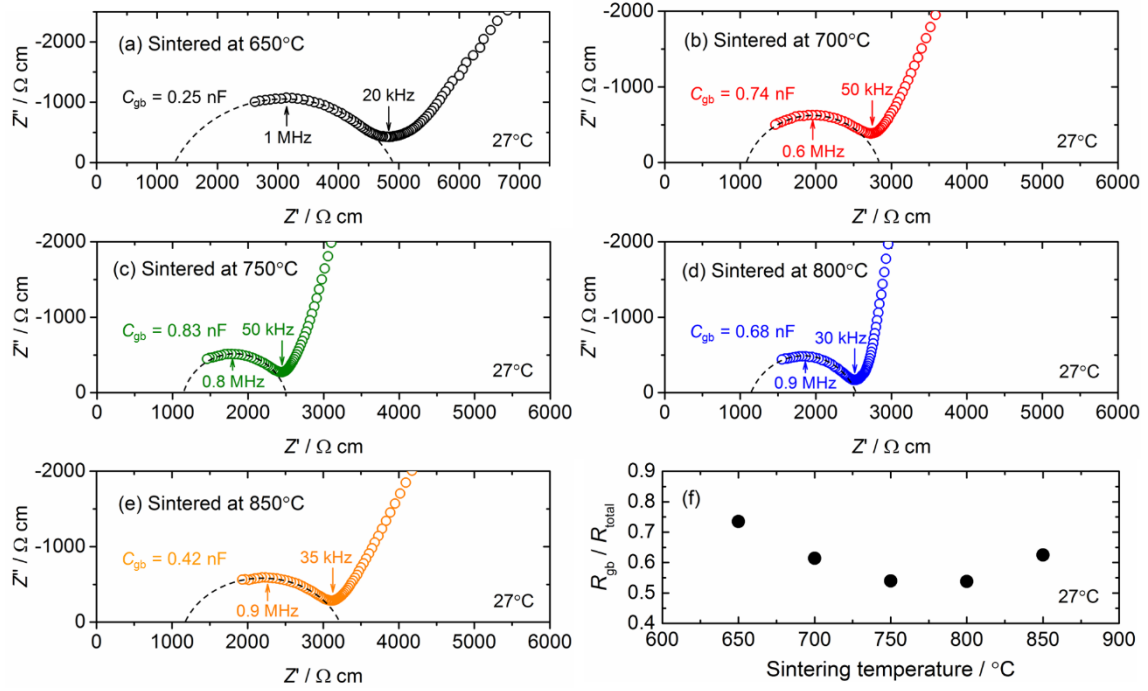 (a) Sintered at 650°C
C_gb = 0.25 nF
20 kHz
1 MHz
27°C
-2000
-1000
0
Z'' / Ω cm
0 1000 2000 3000 4000 5000 6000 7000
Z' / Ω cm
(b) Sintered at 700°C
C_gb = 0.74 nF
50 kHz
0.6 MHz
27°C
-2000
-1000
0
Z'' / Ω cm
0 1000 2000 3000 4000 5000 6000
Z' / Ω cm
(c) Sintered at 750°C
C_gb = 0.83 nF
50 kHz
0.8 MHz
27°C
-2000
-1000
0
Z'' / Ω cm
0 1000 2000 3000 4000 5000 6000
Z' / Ω cm
(d) Sintered at 800°C
C_gb = 0.68 nF
30 kHz
0.9 MHz
27°C
-2000
-1000
0
Z'' / Ω cm
0 1000 2000 3000 4000 5000 6000
Z' / Ω cm
(e) Sintered at 850°C
C_gb = 0.42 nF
35 kHz
0.9 MHz
27°C
-2000
-1000
0
Z'' / Ω cm
0 1000 2000 3000 4000 5000 6000
Z' / Ω cm
(f)
27°C
0.9
0.8
0.7
0.6
0.5
0.4
R_gb / R_total
600 650 700 750 800 850 900
Sintering temperature / °C